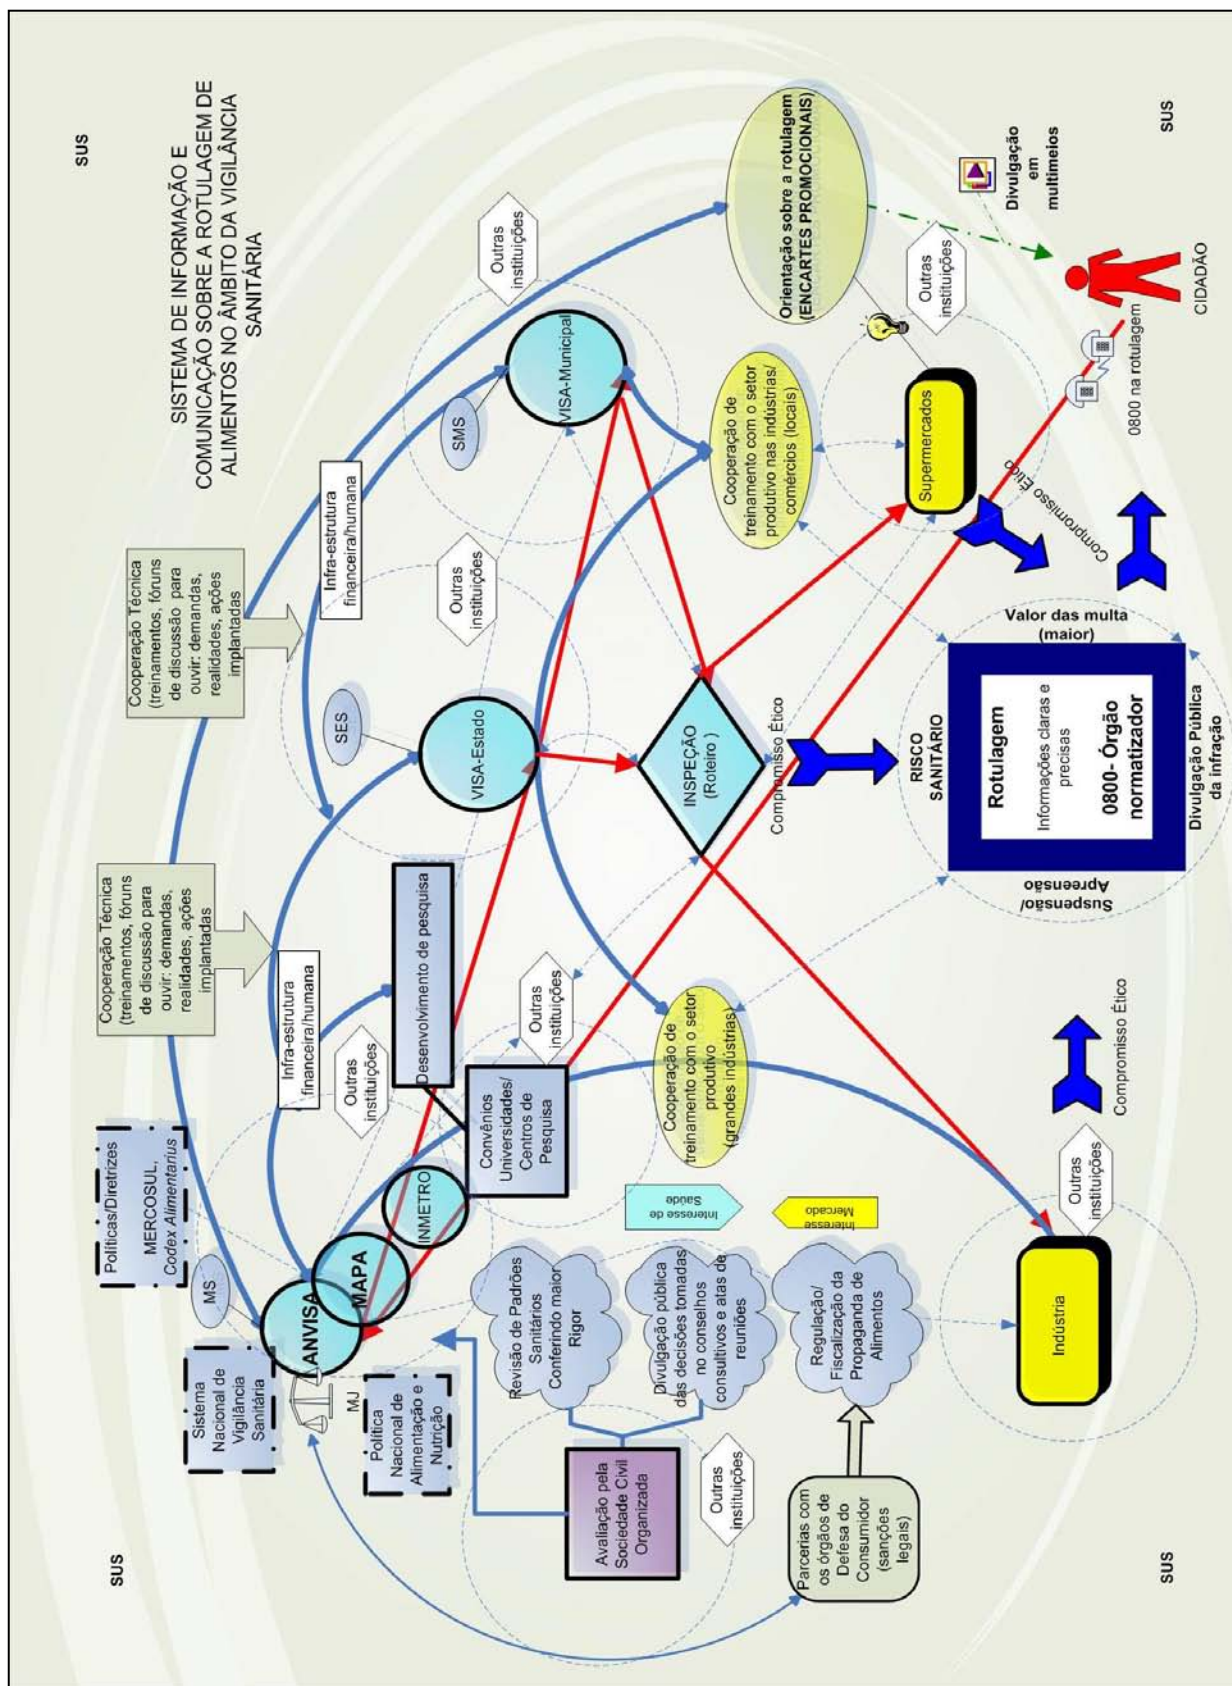 SUS
SUS
SISTEMA DE INFORMAÇÃO E
COMUNICAÇÃO SOBRE A ROTULAGEM DE
ALIMENTOS NO ÂMBITO DA VIGILÂNCIA
SANITÁRIA
Políticas/Diretrizes
MERCOSUL,
Codex Alimentarius
Cooperação Técnica
(treinamentos, fóruns
de discussão para
ouvir: demandas,
realidades, ações
implantadas
Cooperação Técnica
(treinamentos, fóruns
de discussão para
ouvir: demandas,
realidades, ações
implantadas
Sistema
Nacional de
Vigilância
Sanitária
MS
ANVISA
MAPA
INMETRO
MJ
Política
Nacional de
Alimentação e
Nutrição
Infra-estrutura
financeira/humana
Infra-estrutura
financeira/humana
Outras
instituições
Desenvolvimento de pesquisa
Convênios
Universidades/
Centros de
Pesquisa
Outras
instituições
SES
VISA-Estado
Outras
instituições
SMS
VISA-Municipal
Outras
instituições
Avaliação pela
Sociedade Civil
Organizada
Outras
instituições
Revisão de Padrões
Sanitários
Conferindo maior
Rigor
Divulgação pública
das decisões tomadas
no conselhos
consultivos e atas de
reuniões
Regulação/
Fiscalização da
Propaganda de
Alimentos
Parcerias com
os órgãos de
Defesa do
Consumidor
(sanções
legais)
Interesse de
Saúde
Interesse
Mercado
Cooperação de
treinamento com o setor
produtivo
(grandes indústrias)
INSPEÇÃO
(Roteiro )
Compromisso Ético
Cooperação de
treinamento com o setor
produtivo nas indústrias/
comércios (locais)
Orientação sobre a rotulagem
(ENCARTES PROMOCIONAIS)
Supermercados
Outras
instituições
Divulgação
em
multimeios
CIDADÃO
0800 na rotulagem
Compromisso Ético
Indústria
Outras
instituições
Compromisso Ético
RISCO
SANITÁRIO
Suspensão/
Apreensão
Rotulagem
Informações claras e
precisas
0800- Órgão
normatizador
Valor das multa
(maior)
Divulgação Pública
da infração
SUS
SUS